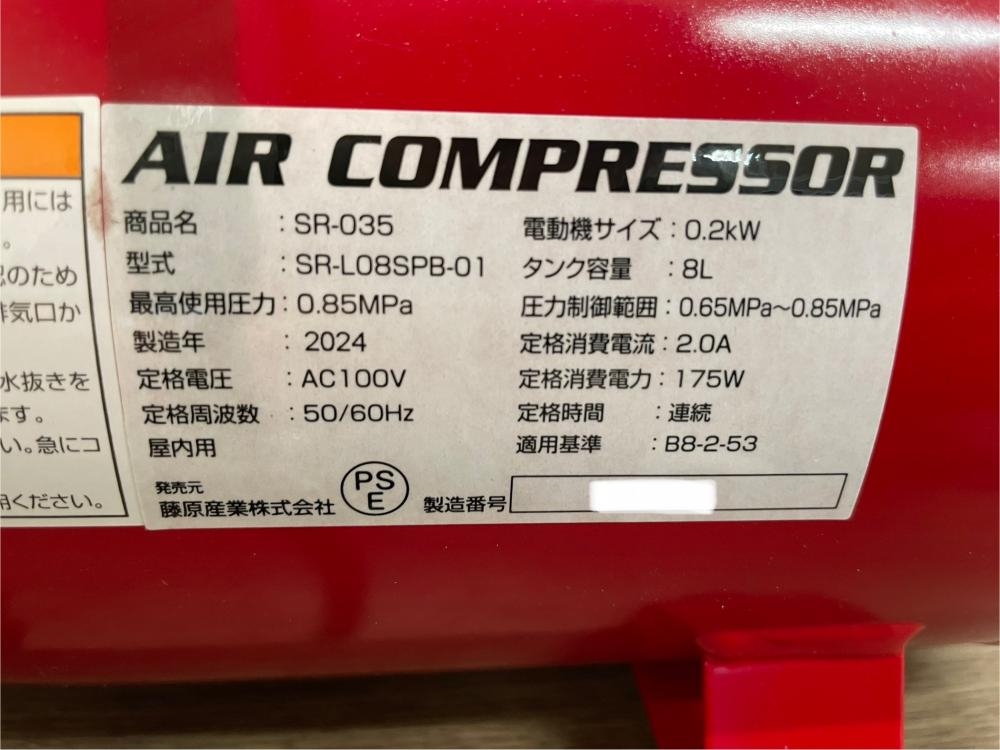 用には
。
認のため
排気口か
水抜きを
ます。
い。急にコ
用ください。
AIR COMPRESSOR
商品名 : SR-035
型式 : SR-L08SPB-01
最高使用圧力 : 0.85MPa
製造年 : 2024
定格電圧 : AC100V
定格周波数 : 50/60Hz
屋内用
電動機サイズ : 0.2kW
タンク容量 : 8L
圧力制御範囲 : 0.65MPa~0.85MPa
定格消費電流 : 2.0A
定格消費電力 : 175W
定格時間 : 連続
適用基準 : B8-2-53
発売元
藤原産業株式会社
PS
E
製造番号